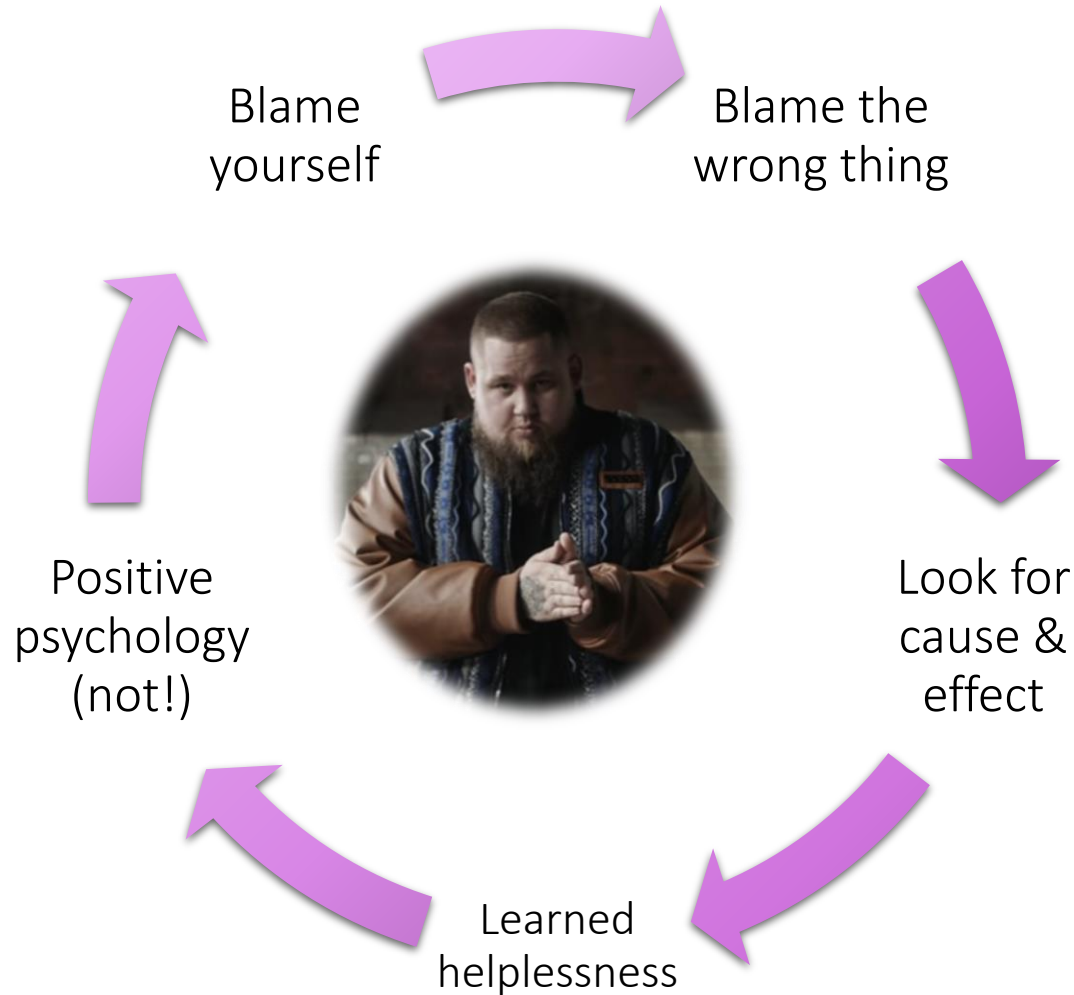 Blame
yourself
Blame the
wrong thing
Look for
cause &
effect
Learned
helplessness
Positive
psychology
(not!)